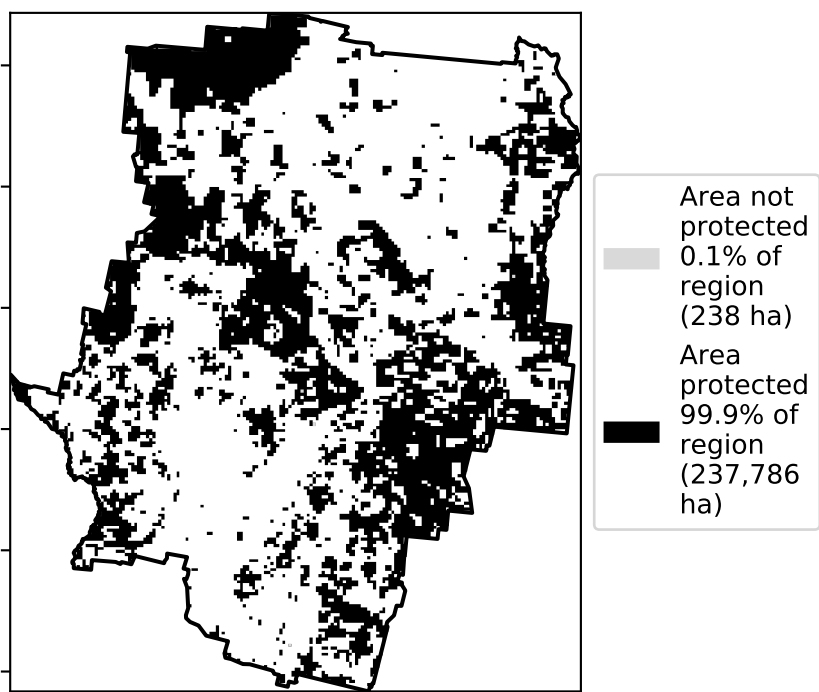 Area not
protected
0.1% of
region
(238 ha)
Area
protected
99.9% of
region
(237,786
ha)